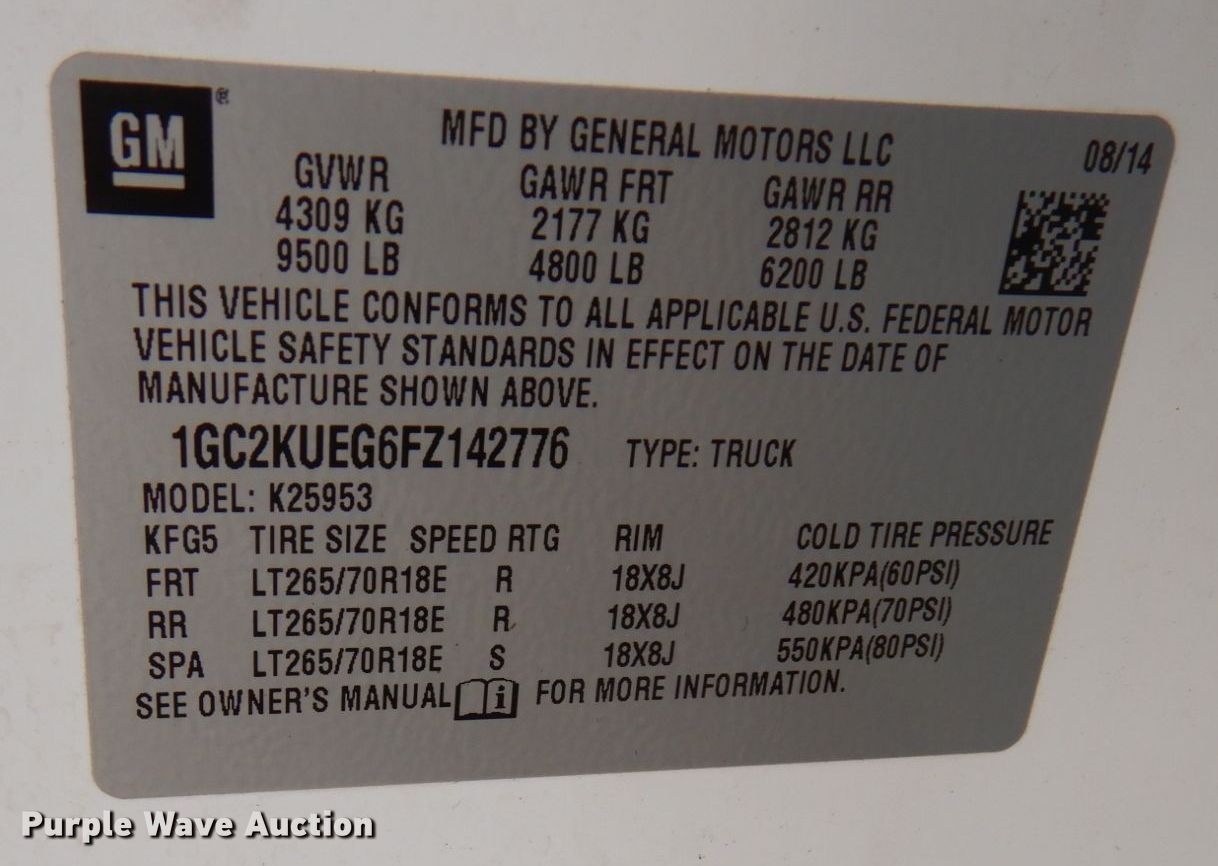 GM®
MFD BY GENERAL MOTORS LLC
08/14
GVWR GAWR FRT GAWR RR
4309 KG 2177 KG 2812 KG
9500 LB 4800 LB 6200 LB
THIS VEHICLE CONFORMS TO ALL APPLICABLE U.S. FEDERAL MOTOR
VEHICLE SAFETY STANDARDS IN EFFECT ON THE DATE OF
MANUFACTURE SHOWN ABOVE.
1GC2KUEG6FZ142776 TYPE: TRUCK
MODEL: K25953
KFG5 TIRE SIZE SPEED RTG RIM COLD TIRE PRESSURE
FRT LT265/70R18E R 18X8J 420KPA(60PSI)
RR LT265/70R18E R 18X8J 480KPA(70PSI)
SPA LT265/70R18E S 18X8J 550KPA(80PSI)
SEE OWNER'S MANUAL i FOR MORE INFORMATION.
Purple Wave Auction